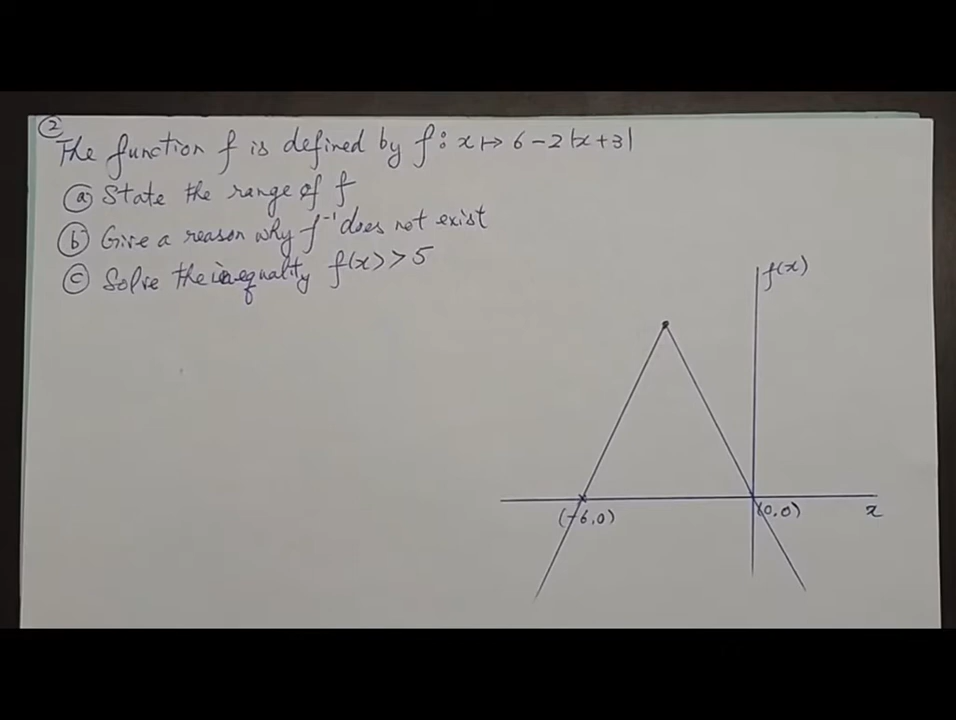 ②
The function f is defined by f: x ↦ 6 - 2|x + 3|
ⓐ State the range of f
ⓑ Give a reason why f⁻¹ does not exist
ⓒ Solve the inequality f(x) > 5
f(x)
(-6,0)
(0,0)
x